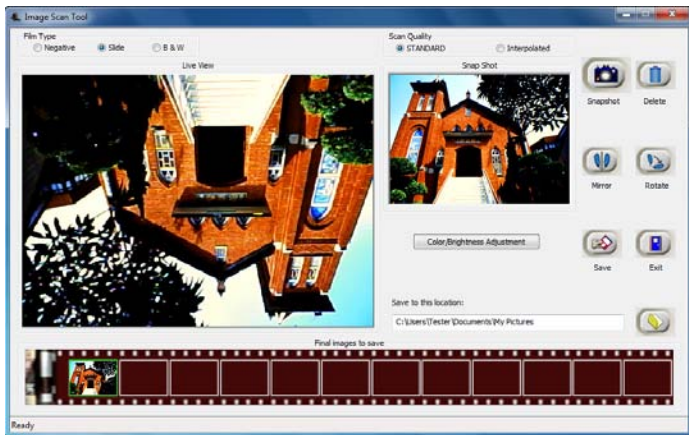 Image Scan Tool
Film Type
Negative
Slide
B & W
Scan Quality
STANDARD
Interpolated
Live View
Snap Shot
Snapshot
Delete
Mirror
Rotate
Color/Brightness Adjustment
Save
Exit
Save to this location:
C:\Users\Tester\Documents\My Pictures
Final images to save
Ready